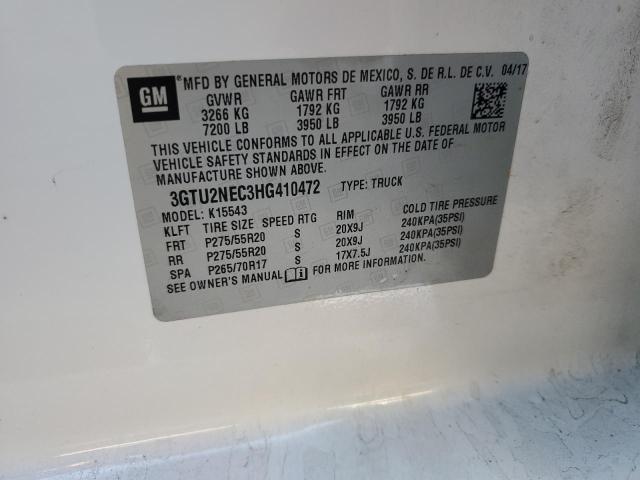 GM
MFD BY GENERAL MOTORS DE MEXICO, S. DE R.L. DE C.V. 04/17
GVWR GAWR FRT GAWR RR
3266 KG 1792 KG 1792 KG
7200 LB 3950 LB 3950 LB
THIS VEHICLE CONFORMS TO ALL APPLICABLE U.S. FEDERAL MOTOR
VEHICLE SAFETY STANDARDS IN EFFECT ON THE DATE OF
MANUFACTURE SHOWN ABOVE.
3GTU2NEC3HG410472 TYPE: TRUCK
MODEL: K15543
KLFT TIRE SIZE SPEED RTG RIM COLD TIRE PRESSURE
FRT P275/55R20 S 20X9J 240KPA(35PSI)
RR P275/55R20 S 20X9J 240KPA(35PSI)
SPA P265/70R17 S 17X7.5J 240KPA(35PSI)
SEE OWNER'S MANUAL FOR MORE INFORMATION.